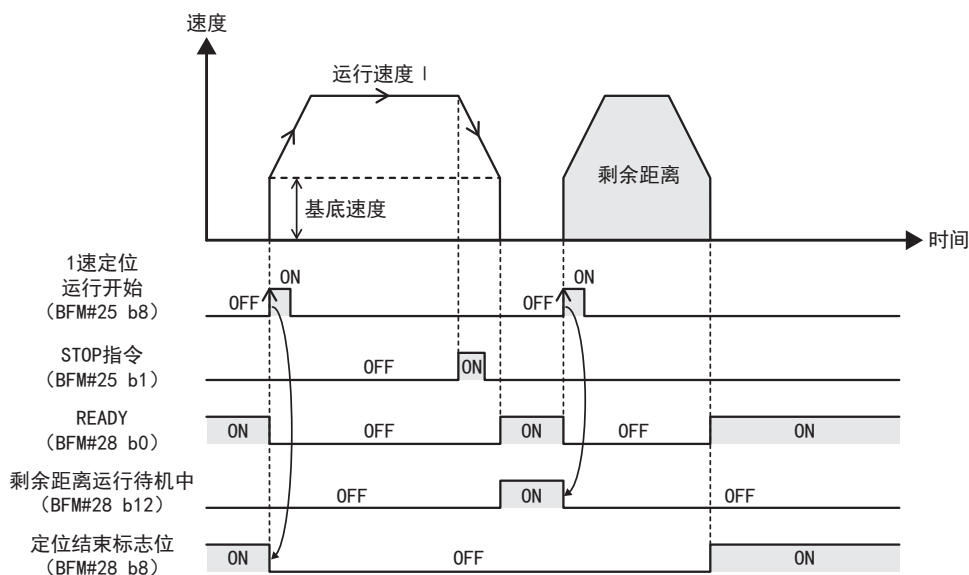 速度
运行速度 I
剩余距离
基底速度
时间
1速定位
运行开始
（BFM#25 b8）
OFF ON OFF ON
STOP指令
（BFM#25 b1）
OFF ON
READY
（BFM#28 b0）
ON OFF ON OFF ON
剩余距离运行待机中
（BFM#28 b12）
OFF ON OFF
定位结束标志位
（BFM#28 b8）
ON OFF ON